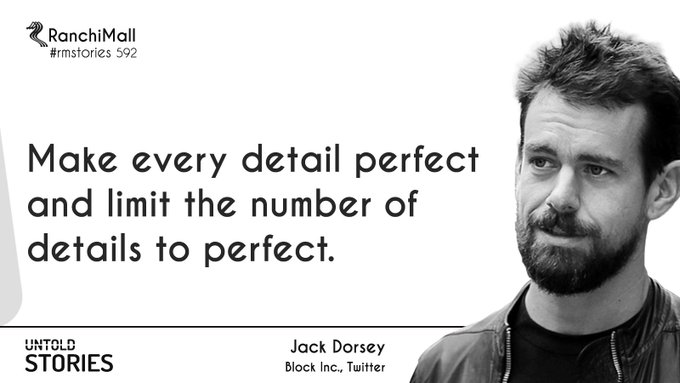 RanchiMall
#rmstories 592
Make every detail perfect
and limit the number of
details to perfect.
UNTOLD
STORIES
Jack Dorsey
Block Inc., Twitter